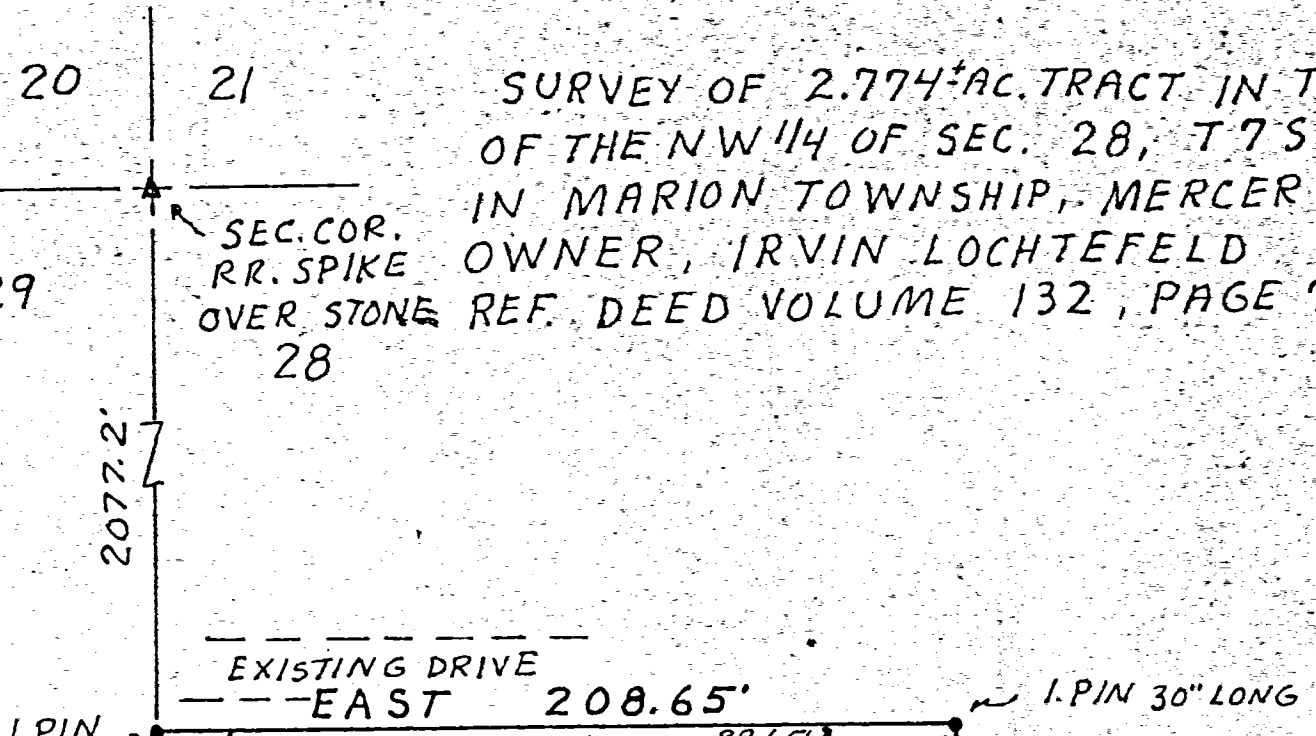 20 21
SURVEY OF 2.774± AC. TRACT IN T
OF THE NW 1/4 OF SEC. 28, T 7 S
IN MARION TOWNSHIP, MERCER
OWNER, IRVIN LOCHTEFELD
REF. DEED VOLUME 132, PAGE
SEC. COR.
RR. SPIKE
OVER STONE
28
29
2077.2'
EXISTING DRIVE
EAST 208.65'
I. PIN 30" LONG
I. PIN